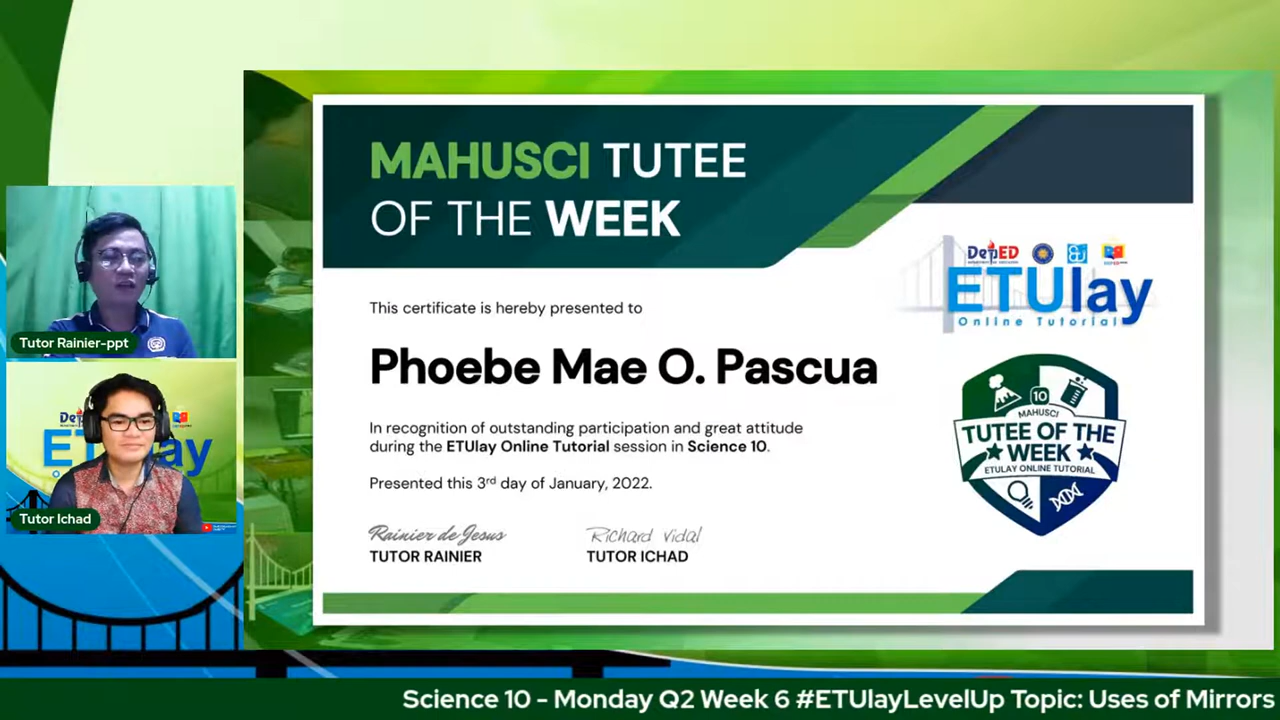 MAHUSCI TUTEE
OF THE WEEK
This certificate is hereby presented to
Phoebe Mae O. Pascua
In recognition of outstanding participation and great attitude
during the ETUlay Online Tutorial session in Science 10.
Presented this 3rd day of January, 2022.
Rainier de Jesus
TUTOR RAINIER
Richard Vidal
TUTOR ICHAD
DepED
ETUlay
Online Tutorial
10
MAHUSCI
TUTEE OF THE
WEEK
ETULAY ONLINE TUTORIAL
Tutor Rainier-ppt
Tutor Ichad
Science 10 - Monday Q2 Week 6 #ETUlayLevelUp Topic: Uses of Mirrors